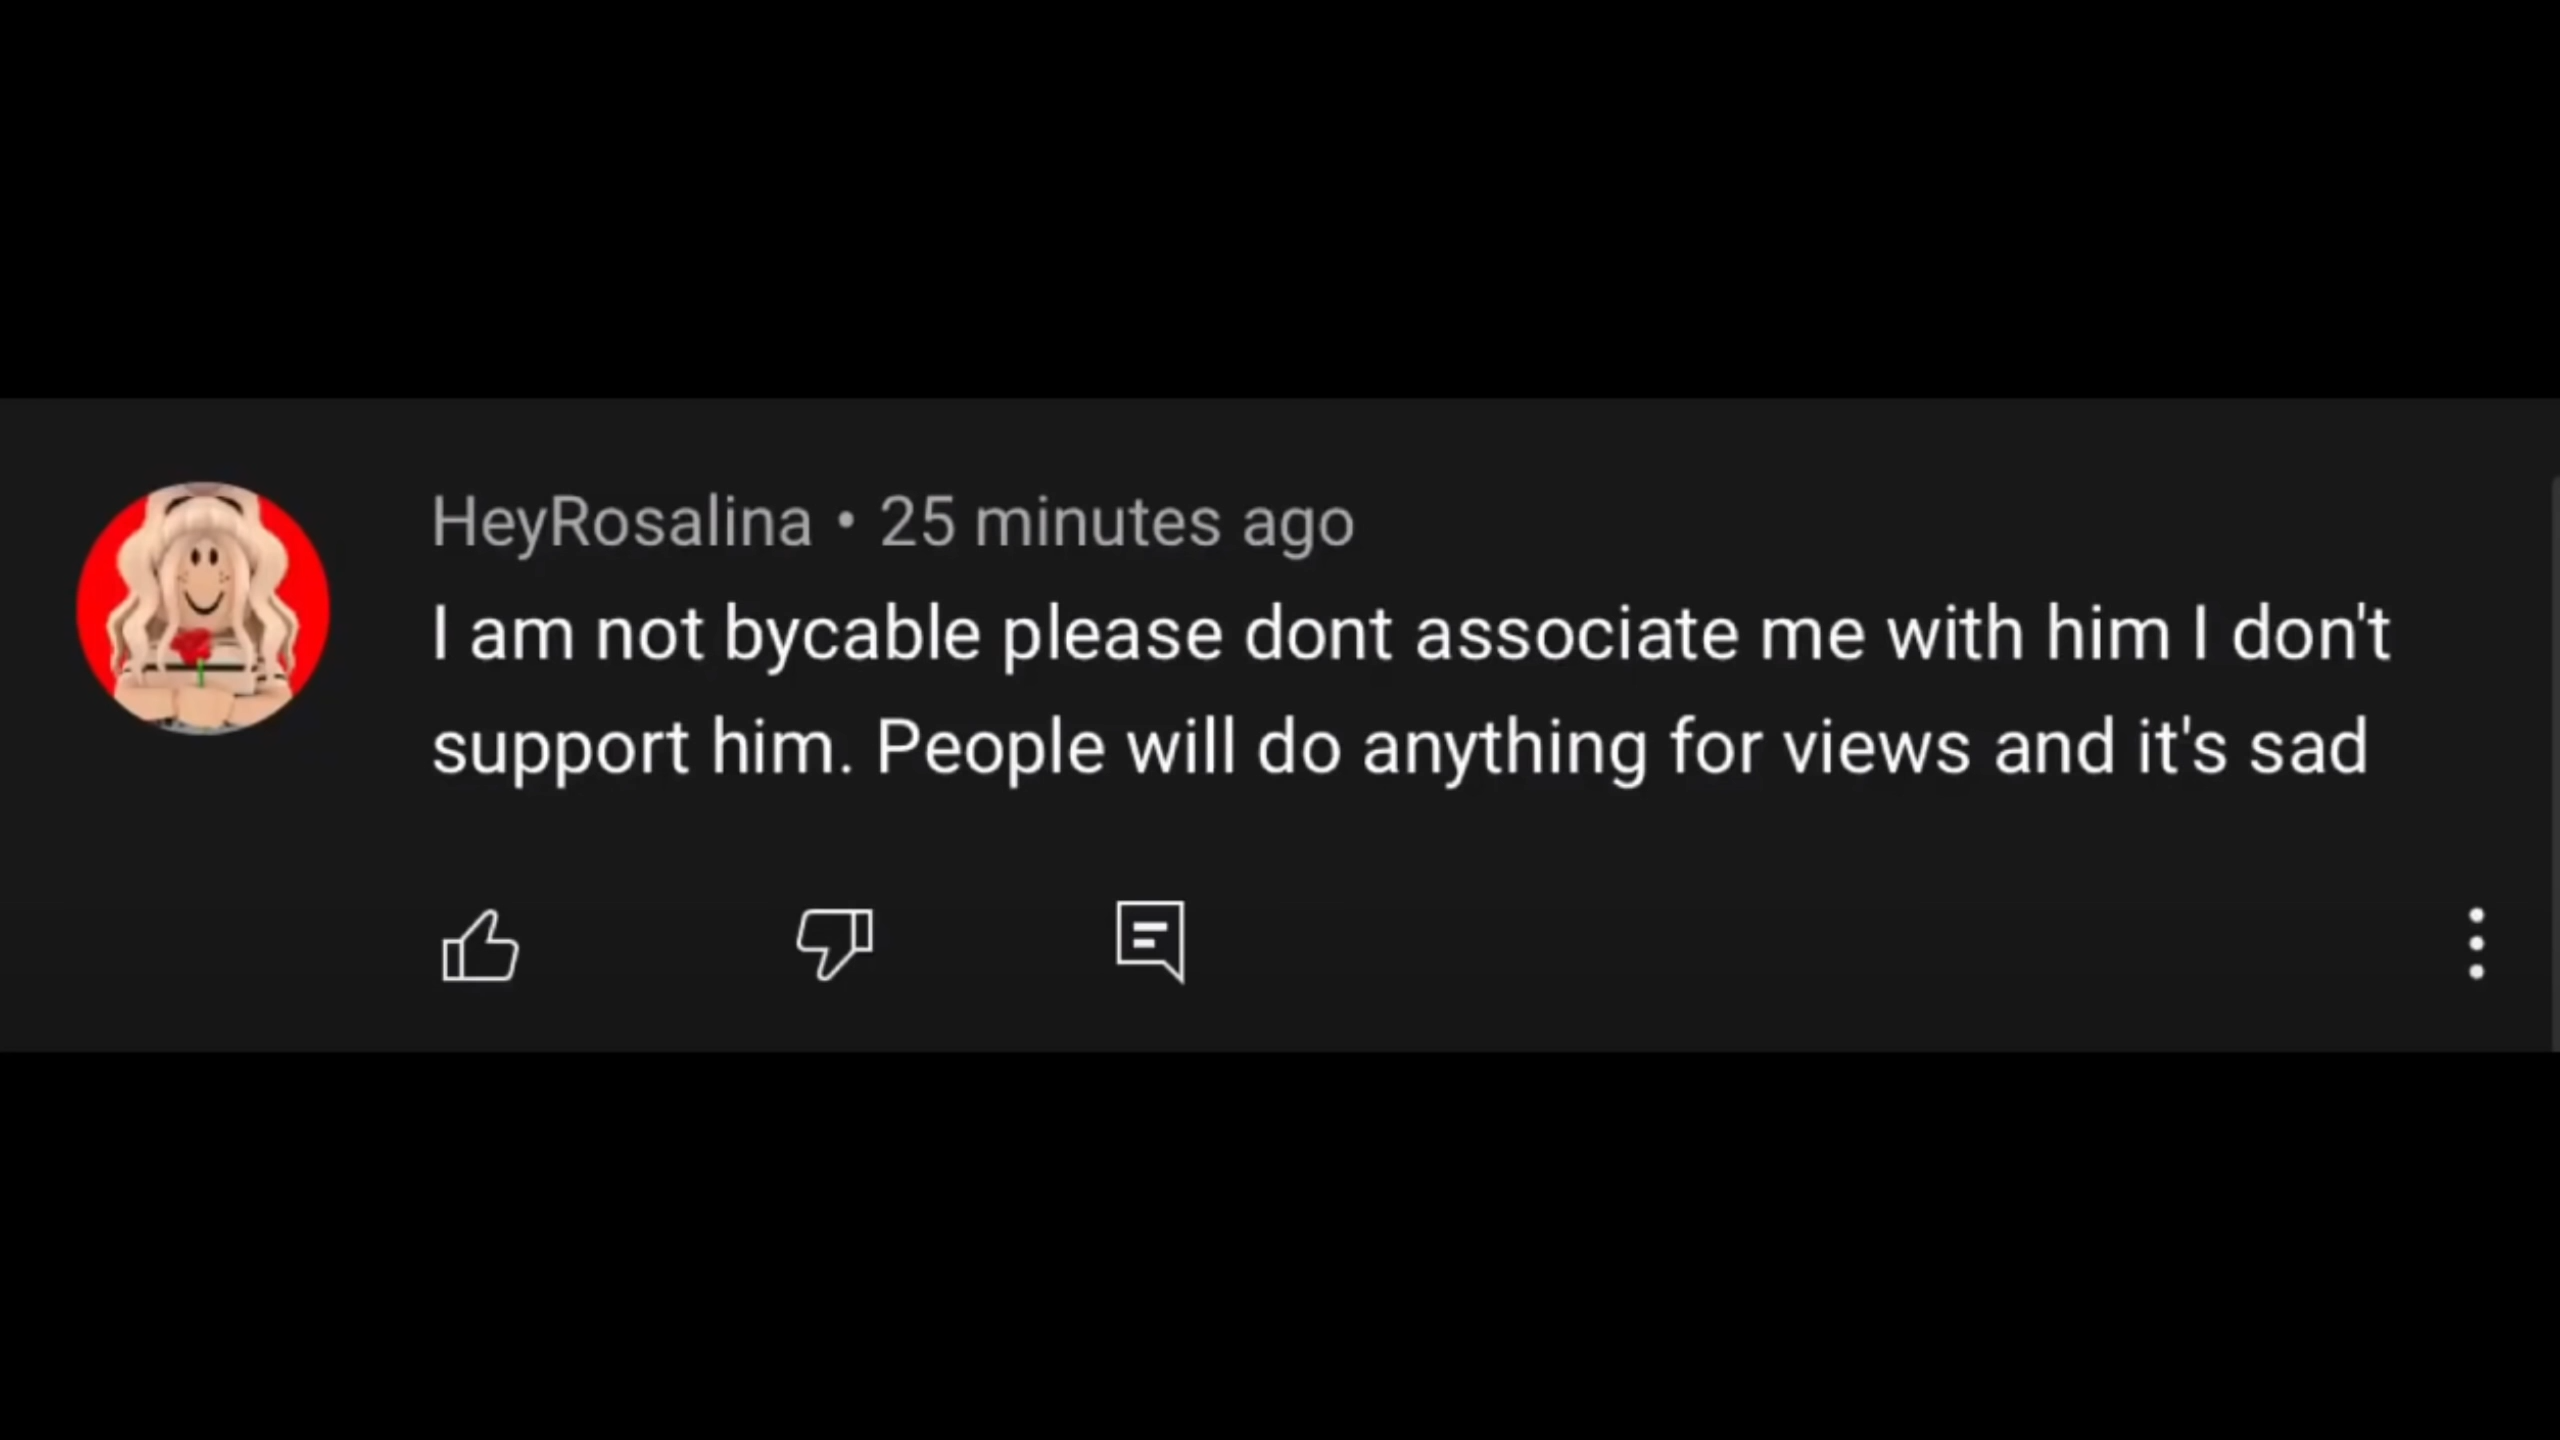 HeyRosalina • 25 minutes ago
I am not bycable please dont associate me with him I don't
support him. People will do anything for views and it's sad